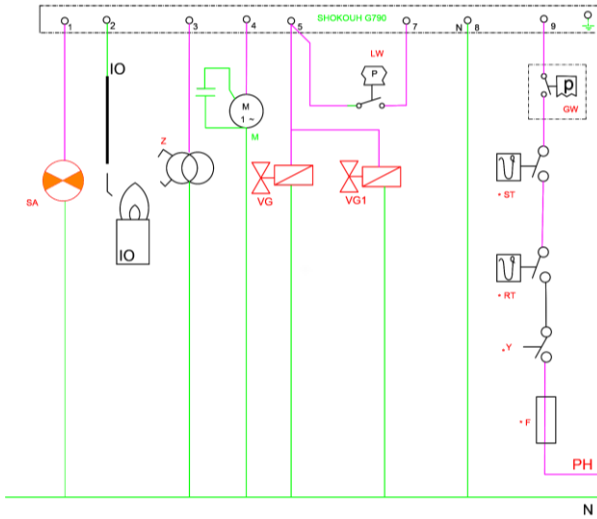 SHOKOUH G790
1 2 3 4 5 7 N 8 9
LW
P
IO
M
1 ~
P
GW
Z
M
SA
VG
VG1
• ST
IO
• RT
• Y
• F
PH
N